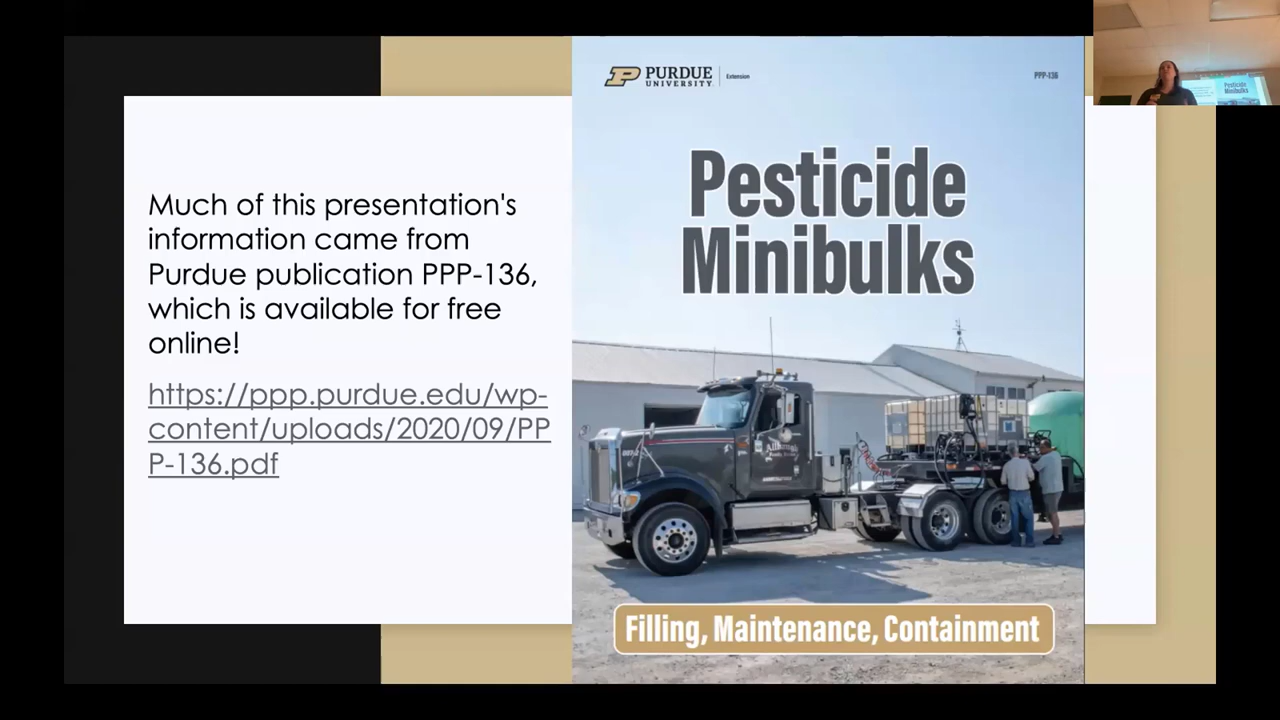 Much of this presentation's
information came from
Purdue publication PPP-136,
which is available for free
online!
https://ppp.purdue.edu/wp-
content/uploads/2020/09/PP
P-136.pdf
PURDUE
UNIVERSITY
Extension
PPP-136
Pesticide
Minibulks
Filling, Maintenance, Containment
Pesticide
Minibulks